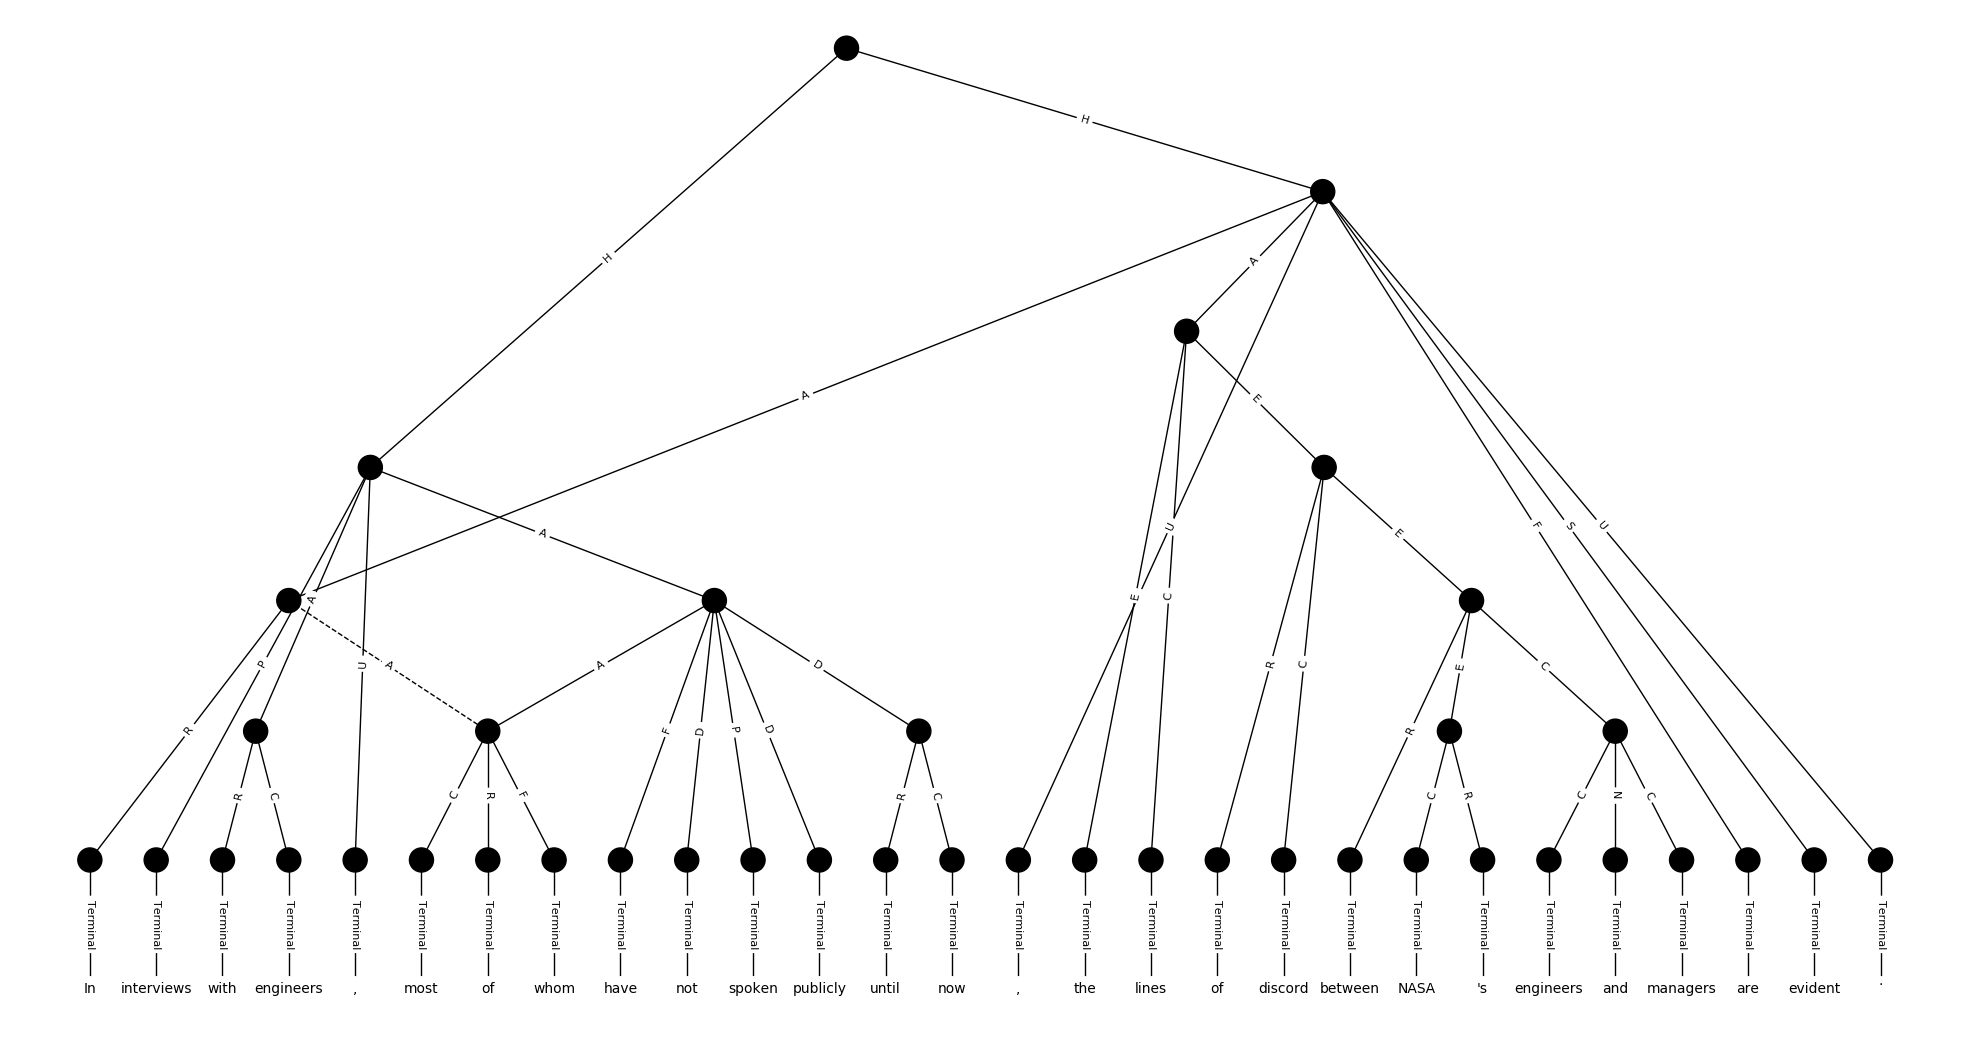 H
H
A
A
E
A
F
S
U
U
E
E
C
A
P
U
A
A
R
C
E
C
D
R
F
D
P
D
E
R
R
C
C
R
F
R
C
C
R
C
N
C
Terminal Terminal Terminal Terminal Terminal Terminal Terminal Terminal Terminal Terminal Terminal Terminal Terminal Terminal Terminal Terminal Terminal Terminal Terminal Terminal Terminal Terminal Terminal Terminal Terminal Terminal Terminal Terminal
In interviews with engineers , most of whom have not spoken publicly until now , the lines of discord between NASA 's engineers and managers are evident .